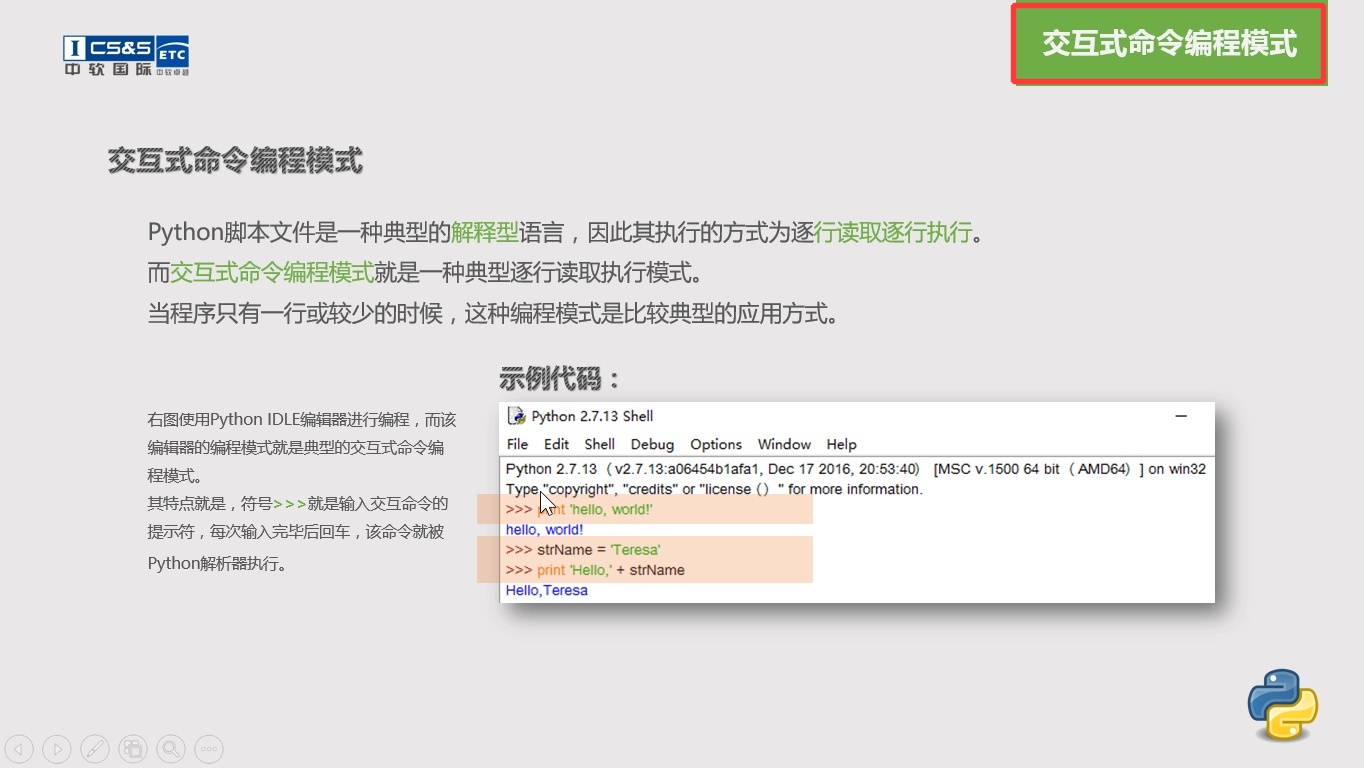 CS&S ETC
中软国际 中软卓越
交互式命令编程模式
交互式命令编程模式
Python脚本文件是一种典型的解释型语言，因此其执行的方式为逐行读取逐行执行。
而交互式命令编程模式就是一种典型逐行读取执行模式。
当程序只有一行或较少的时候，这种编程模式是比较典型的应用方式。
右图使用Python IDLE编辑器进行编程，而该
编辑器的编程模式就是典型的交互式命令编
程模式。
其特点就是，符号>>>就是输入交互命令的
提示符，每次输入完毕后回车，该命令就被
Python解析器执行。
示例代码：
Python 2.7.13 Shell
File Edit Shell Debug Options Window Help
Python 2.7.13 (v2.7.13:a06454b1afa1, Dec 17 2016, 20:53:40) [MSC v.1500 64 bit (AMD64)] on win32
Type "copyright", "credits" or "license ()" for more information.
>>> print 'hello, world!'
hello, world!
>>> strName = 'Teresa'
>>> print 'Hello,' + strName
Hello,Teresa